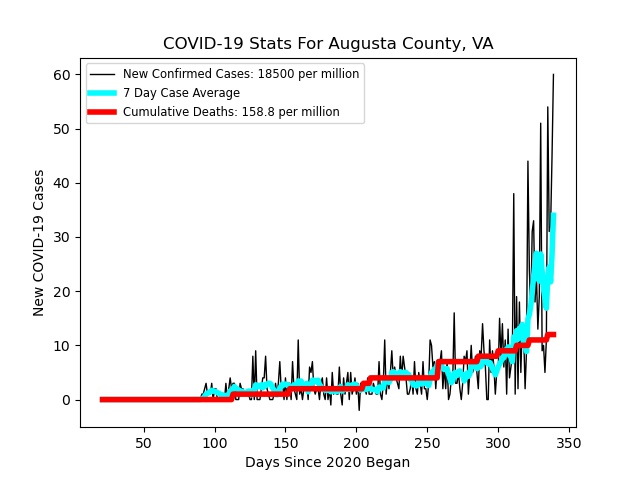 COVID-19 Stats For Augusta County, VA
New Confirmed Cases: 18500 per million
7 Day Case Average
Cumulative Deaths: 158.8 per million
New COVID-19 Cases
60
50
40
30
20
10
0
50 100 150 200 250 300 350
Days Since 2020 Began